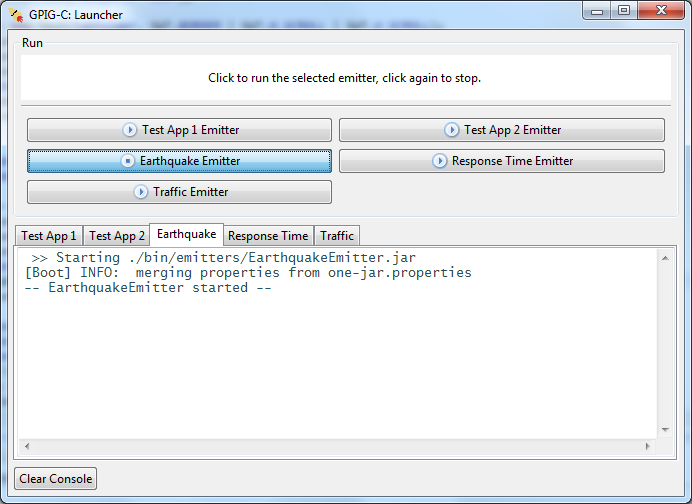 GPIG-C: Launcher
Run
Click to run the selected emitter, click again to stop.
Test App 1 Emitter
Test App 2 Emitter
Earthquake Emitter
Response Time Emitter
Traffic Emitter
Test App 1
Test App 2
Earthquake
Response Time
Traffic
>> Starting ./bin/emitters/EarthquakeEmitter.jar
[Boot] INFO:  merging properties from one-jar.properties
-- EarthquakeEmitter started --
Clear Console